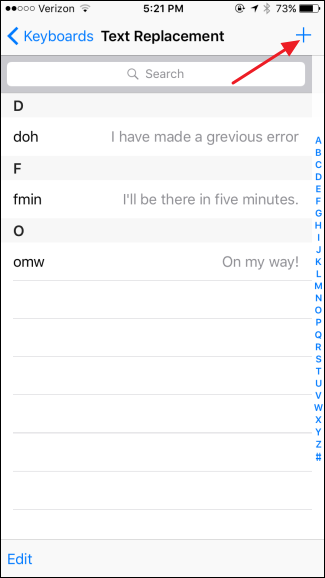 Verizon 5:21 PM 73%
Keyboards Text Replacement
Search
D
doh I have made a grevious error
F
fmin I'll be there in five minutes.
O
omw On my way!
A
B
C
D
E
F
G
H
I
J
K
L
M
N
O
P
Q
R
S
T
U
V
W
X
Y
Z
#
Edit